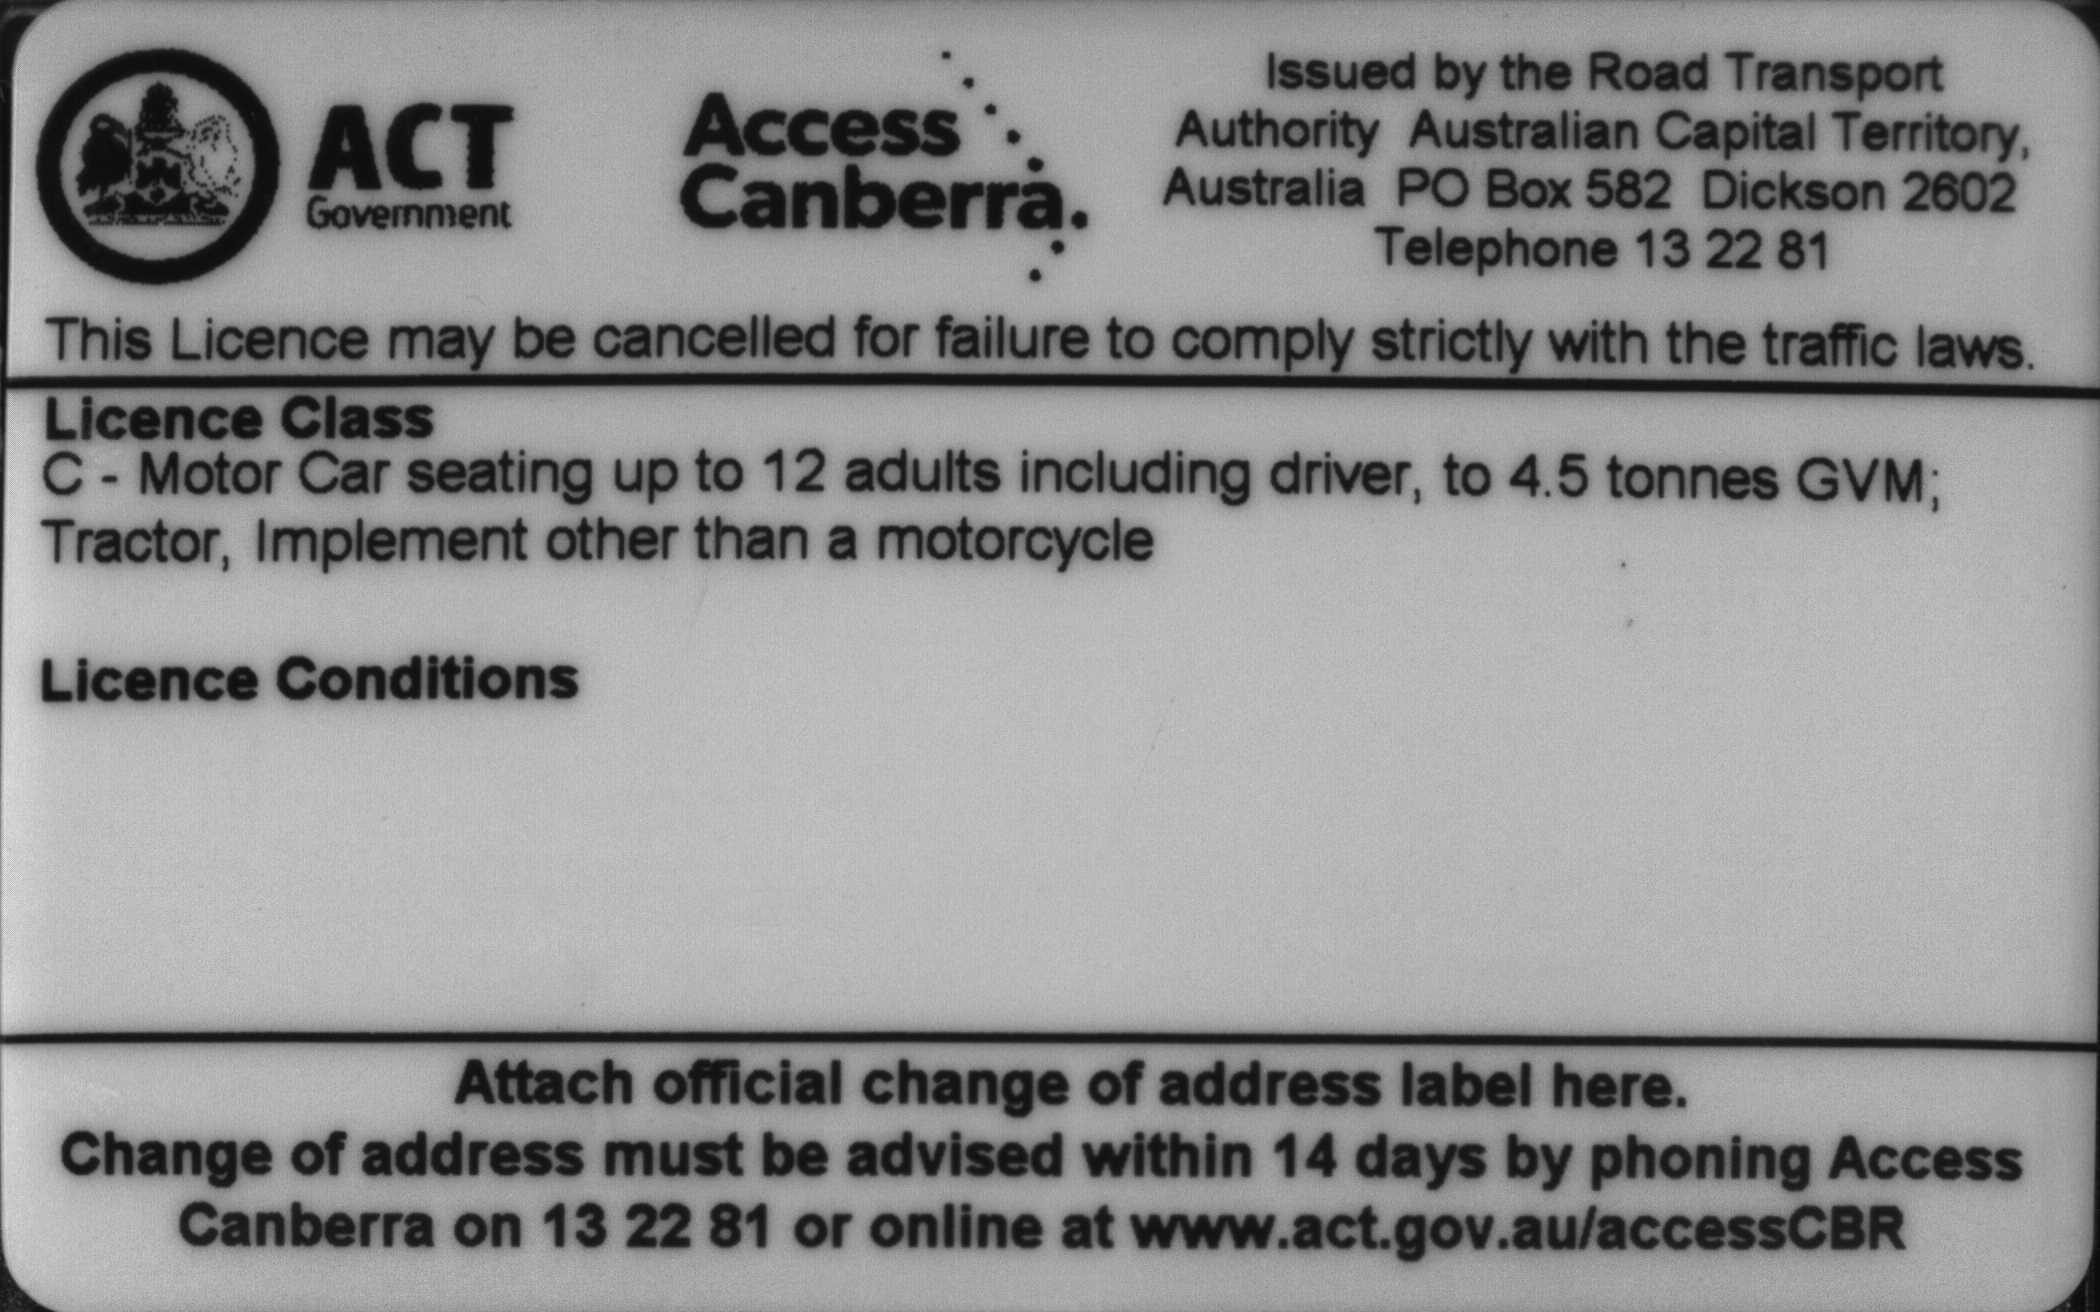 ACT
Government
Access
Canberra.
Issued by the Road Transport
Authority Australian Capital Territory,
Australia PO Box 582 Dickson 2602
Telephone 13 22 81
This Licence may be cancelled for failure to comply strictly with the traffic laws.
Licence Class
C - Motor Car seating up to 12 adults including driver, to 4.5 tonnes GVM;
Tractor, Implement other than a motorcycle
Licence Conditions
Attach official change of address label here.
Change of address must be advised within 14 days by phoning Access
Canberra on 13 22 81 or online at www.act.gov.au/accessCBR